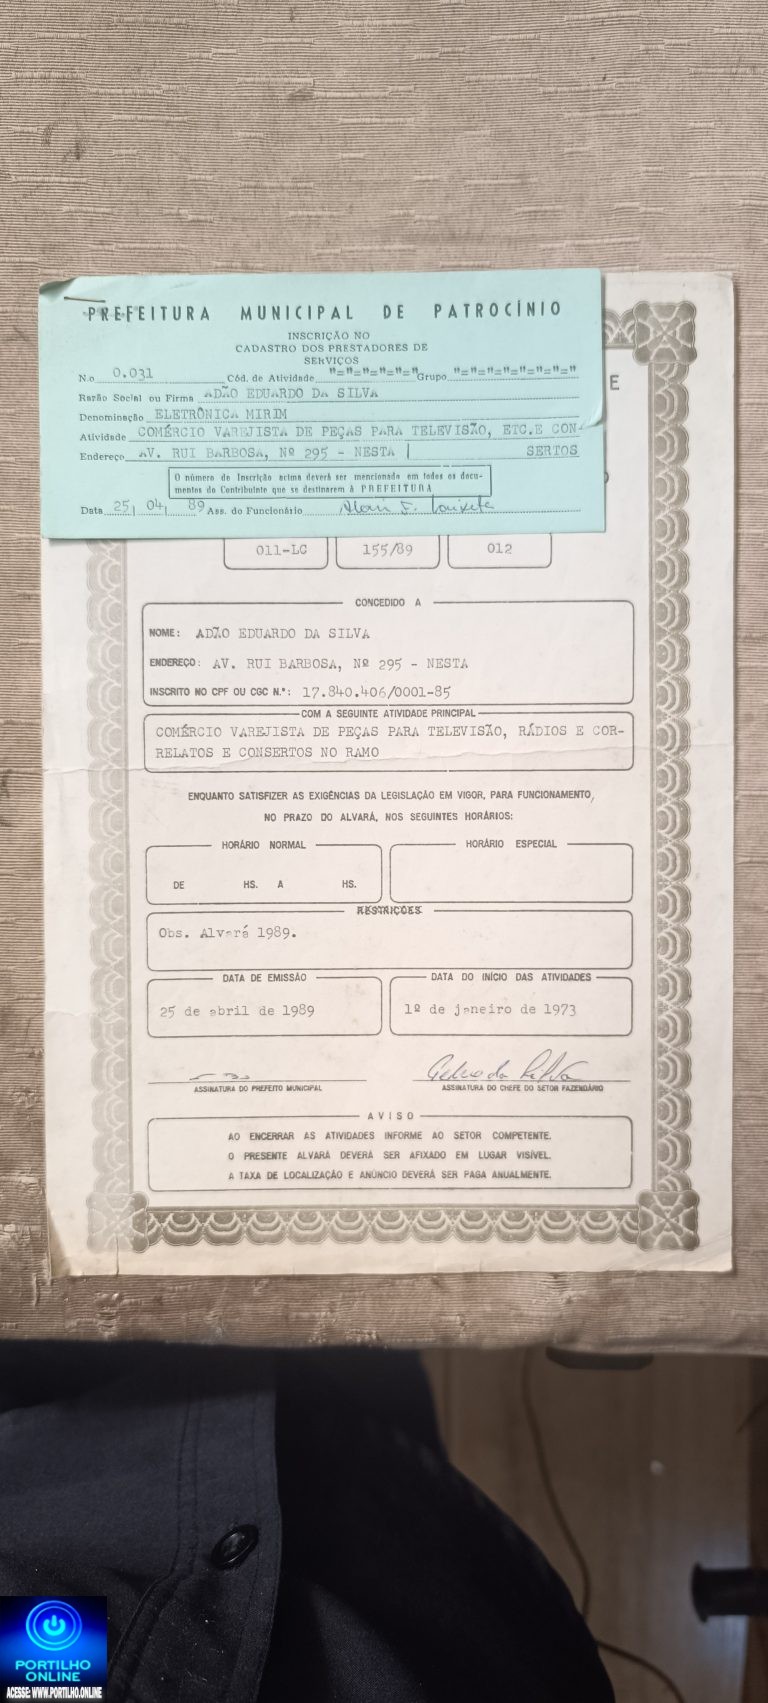 PREFEITURA MUNICIPAL DE PATROCÍNIO
INSCRIÇÃO NO
CADASTRO DOS PRESTADORES DE
SERVIÇOS
N.o 0.031 Cód. de Atividade "="="="="=" Grupo "="="="="="="="
Razão Social ou Firma ADÃO EDUARDO DA SILVA
Denominação ELETRÔNICA MIRIM
Atividade COMÉRCIO VAREJISTA DE PEÇAS PARA TELEVISÃO, ETC.E CON-
Endereço AV. RUI BARBOSA, Nº 295 - NESTA | SERTOS
O número de Inscrição acima deverá ser mencionado em todos os docu-
mentos do Contribuinte que se destinarem à PREFEITURA
Data 25, 04, 89 Ass. do Funcionário
E
011-LC 155/89 012
CONCEDIDO A
NOME: ADÃO EDUARDO DA SILVA
ENDEREÇO: AV. RUI BARBOSA, Nº 295 - NESTA
INSCRITO NO CPF OU CGC N.º: 17.840.406/0001-85
COM A SEGUINTE ATIVIDADE PRINCIPAL
COMÉRCIO VAREJISTA DE PEÇAS PARA TELEVISÃO, RÁDIOS E COR-
RELATOS E CONSERTOS NO RAMO
ENQUANTO SATISFIZER AS EXIGÊNCIAS DA LEGISLAÇÃO EM VIGOR, PARA FUNCIONAMENTO,
NO PRAZO DO ALVARÁ, NOS SEGUINTES HORÁRIOS:
HORÁRIO NORMAL HORÁRIO ESPECIAL
DE HS. A HS.
RESTRIÇÕES
Obs. Alvará 1989.
DATA DE EMISSÃO DATA DO INÍCIO DAS ATIVIDADES
25 de abril de 1989 1º de janeiro de 1973
ASSINATURA DO PREFEITO MUNICIPAL ASSINATURA DO CHEFE DO SETOR FAZENDÁRIO
AVISO
AO ENCERRAR AS ATIVIDADES INFORME AO SETOR COMPETENTE.
O PRESENTE ALVARÁ DEVERÁ SER AFIXADO EM LUGAR VISÍVEL.
A TAXA DE LOCALIZAÇÃO E ANÚNCIO DEVERÁ SER PAGA ANUALMENTE.
PORTILHO
ONLINE
ACESSE: WWW.PORTILHO.ONLINE